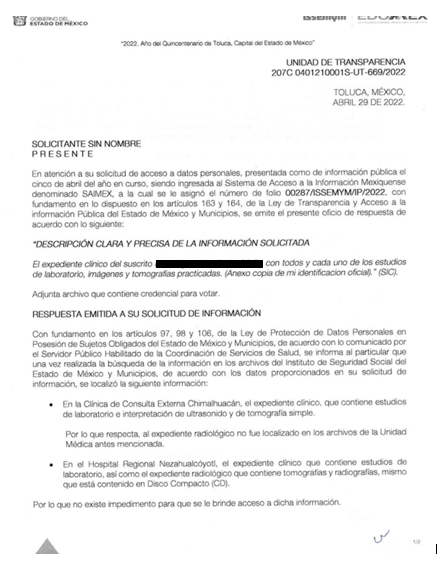 GOBIERNO DEL
ESTADO DE MÉXICO
issemym EDOMÉX
"2022. Año del Quincentenario de Toluca, Capital del Estado de México"
UNIDAD DE TRANSPARENCIA
207C 0401210001S-UT-669/2022
TOLUCA, MÉXICO,
ABRIL 29 DE 2022.
SOLICITANTE SIN NOMBRE
P R E S E N T E
En atención a su solicitud de acceso a datos personales, presentada como de información pública el
cinco de abril del año en curso, siendo ingresada al Sistema de Acceso a la Información Mexiquense
denominado SAIMEX, a la cual se le asignó el número de folio 00287/ISSEMYM/IP/2022, con
fundamento en lo dispuesto en los artículos 163 y 164, de la Ley de Transparencia y Acceso a la
información Pública del Estado de México y Municipios, se emite el presente oficio de respuesta de
acuerdo con lo siguiente:
"DESCRIPCIÓN CLARA Y PRECISA DE LA INFORMACIÓN SOLICITADA
El expediente clínico del suscrito con todos y cada uno de los estudios
de laboratorio, imágenes y tomografias practicadas. (Anexo copia de mi identificacion oficial)." (SIC).
Adjunta archivo que contiene credencial para votar.
RESPUESTA EMITIDA A SU SOLICITUD DE INFORMACIÓN
Con fundamento en los artículos 97, 98 y 106, de la Ley de Protección de Datos Personales en
Posesión de Sujetos Obligados del Estado de México y Municipios, de acuerdo con lo comunicado por
el Servidor Público Habilitado de la Coordinación de Servicios de Salud, se informa al particular que
una vez realizada la búsqueda de la información en los archivos del Instituto de Seguridad Social del
Estado de México y Municipios, de acuerdo con los datos proporcionados en su solicitud de
información, se localizó la siguiente información:
• En la Clínica de Consulta Externa Chimalhuacán, el expediente clínico, que contiene estudios
de laboratorio e interpretación de ultrasonido y de tomografía simple.
Por lo que respecta, al expediente radiológico no fue localizado en los archivos de la Unidad
Médica antes mencionada.
• En el Hospital Regional Nezahualcóyotl, el expediente clínico que contiene estudios de
laboratorio, así como el expediente radiológico que contiene tomografías y radiografías, mismo
que está contenido en Disco Compacto (CD).
Por lo que no existe impedimento para que se le brinde acceso a dicha información.
1/2